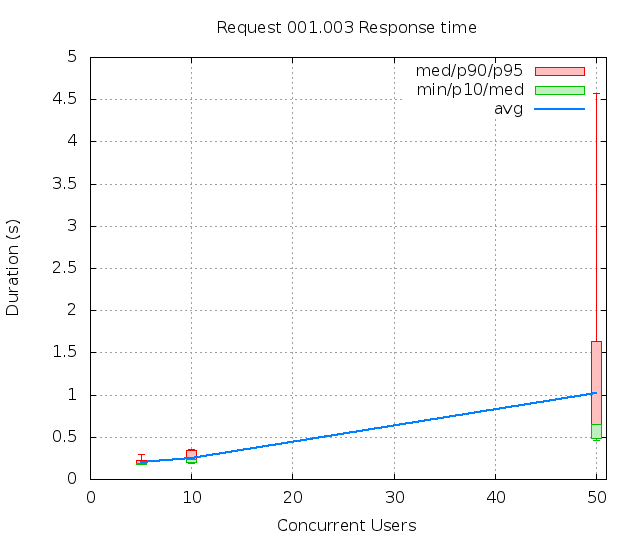 Request 001.003 Response time
med/p90/p95
min/p10/med
avg
5
4.5
4
3.5
3
2.5
2
1.5
1
0.5
0
Duration (s)
0 10 20 30 40 50
Concurrent Users